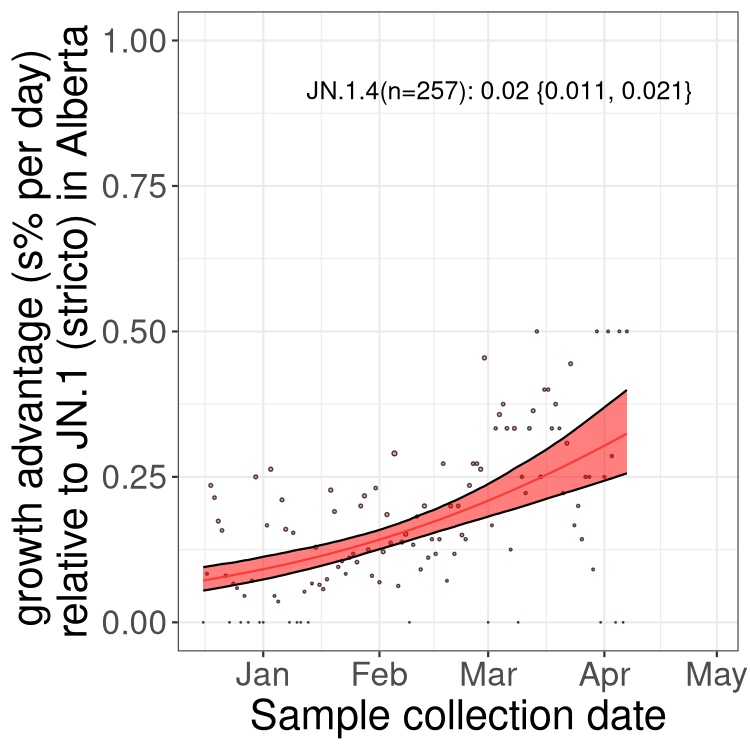 growth advantage (s% per day)
relative to JN.1 (stricto) in Alberta
1.00
0.75
0.50
0.25
0.00
JN.1.4(n=257): 0.02 {0.011, 0.021}
Jan Feb Mar Apr May
Sample collection date